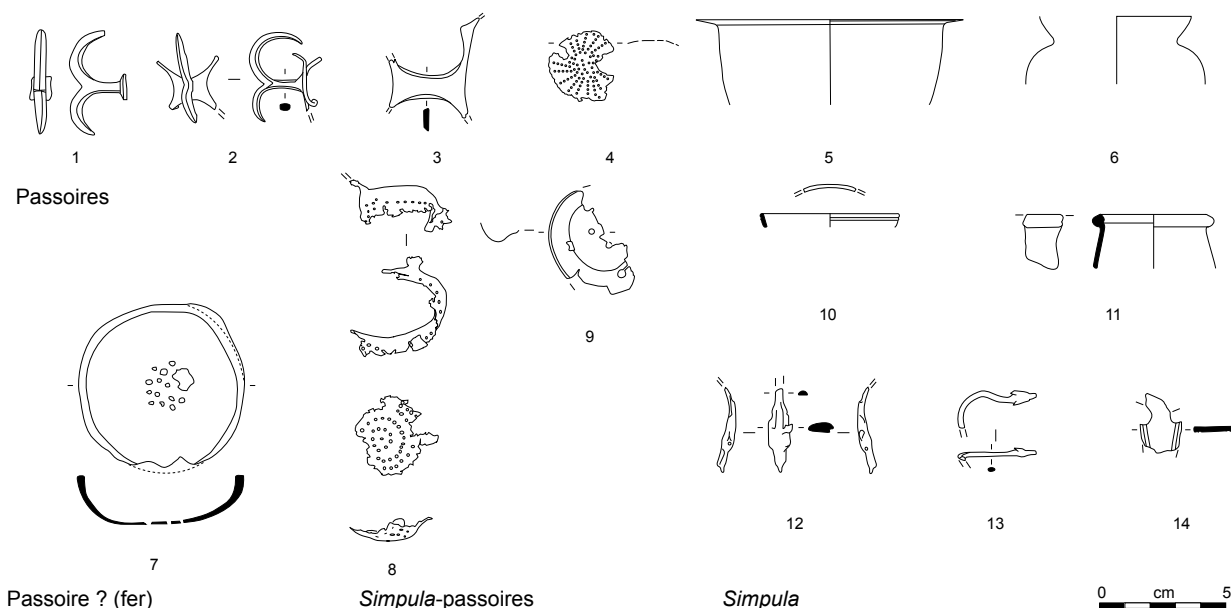 1 2 3 4 5 6
Passoires
10 11
9
7 8 12 13 14
Passoire ? (fer) Simpula-passoires Simpula 0 cm 5